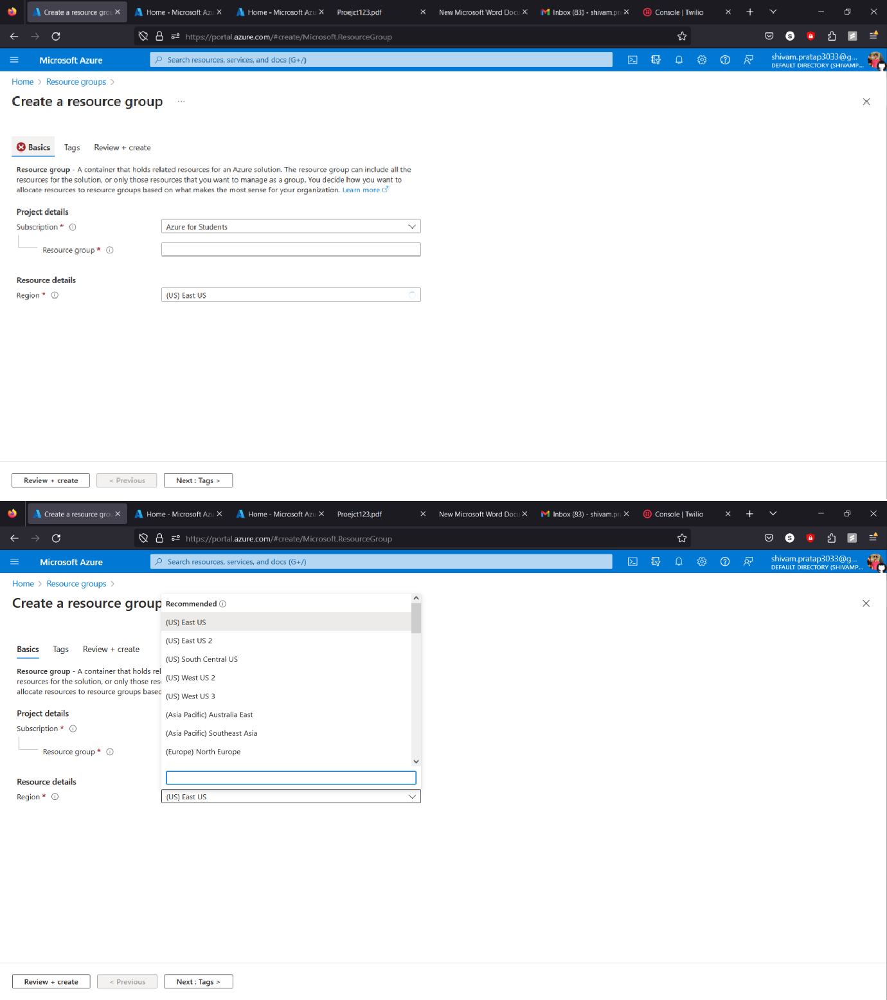 Create a resource grou
Home - Microsoft Azu
Home - Microsoft Azu
Proejct123.pdf
New Microsoft Word Docu
Inbox (83) - shivam.pr
Console | Twilio
https://portal.azure.com/#create/Microsoft.ResourceGroup
Microsoft Azure
Search resources, services, and docs (G+/)
shivam.pratap3033@g...
DEFAULT DIRECTORY (SHIVAMP...
Home > Resource groups >
Create a resource group ...
Basics Tags Review + create
Resource group - A container that holds related resources for an Azure solution. The resource group can include all the
resources for the solution, or only those resources that you want to manage as a group. You decide how you want to
allocate resources to resource groups based on what makes the most sense for your organization. Learn more
Project details
Subscription * Azure for Students
Resource group *
Resource details
Region * (US) East US
Review + create < Previous Next : Tags >
Create a resource grou
Home - Microsoft Azu
Home - Microsoft Azu
Proejct123.pdf
New Microsoft Word Docu
Inbox (83) - shivam.pr
Console | Twilio
https://portal.azure.com/#create/Microsoft.ResourceGroup
Microsoft Azure
Search resources, services, and docs (G+/)
shivam.pratap3033@g...
DEFAULT DIRECTORY (SHIVAMP...
Home > Resource groups >
Create a resource group
Recommended
(US) East US
(US) East US 2
(US) South Central US
(US) West US 2
(US) West US 3
(Asia Pacific) Australia East
(Asia Pacific) Southeast Asia
(Europe) North Europe
Basics Tags Review + create
Resource group - A container that holds rel
resources for the solution, or only those res
allocate resources to resource groups based
Project details
Subscription *
Resource group *
Resource details
Region * (US) East US
Review + create < Previous Next : Tags >